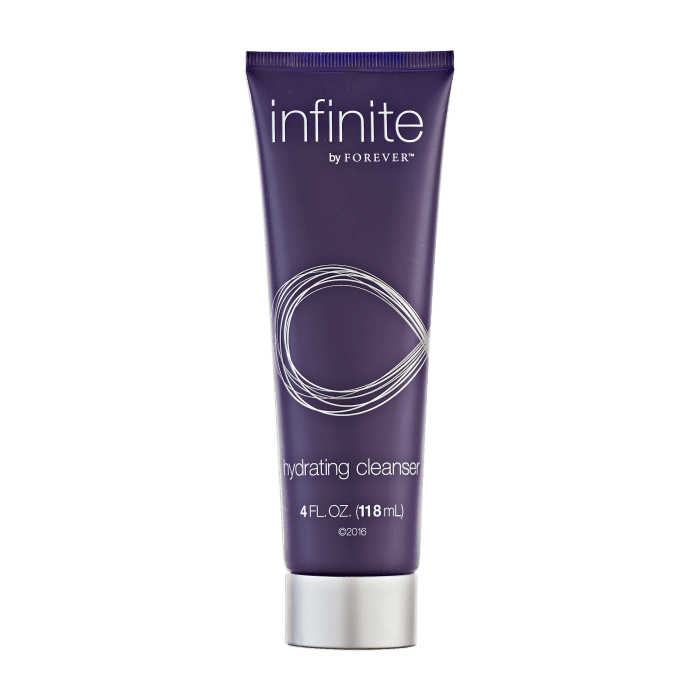 infinite
by FOREVER™
hydrating cleanser
4 FL. OZ. (118 mL)
©2016